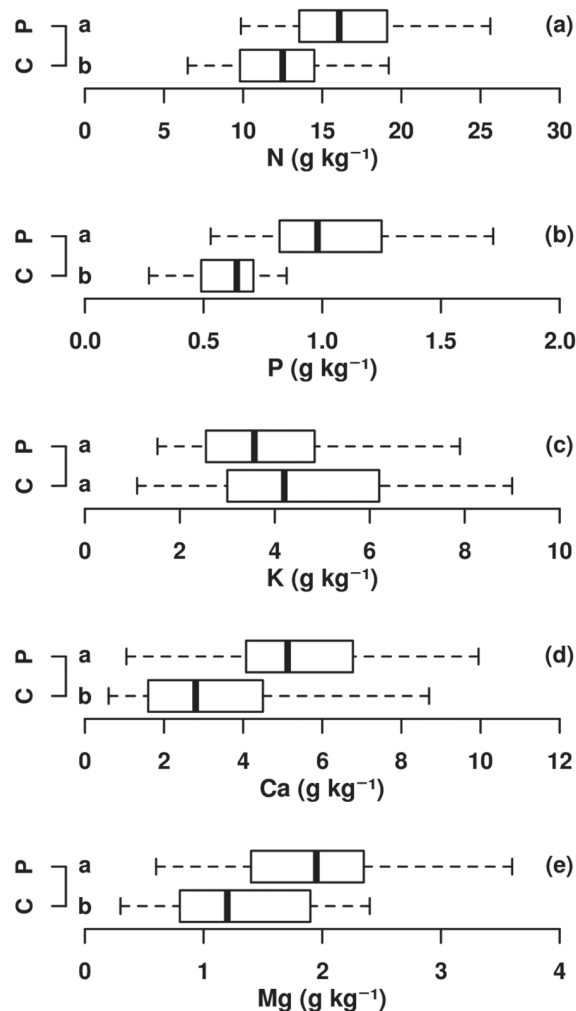 P a (a)
C b
0 5 10 15 20 25 30
N (g kg⁻¹)
P a (b)
C b
0.0 0.5 1.0 1.5 2.0
P (g kg⁻¹)
P a (c)
C a
0 2 4 6 8 10
K (g kg⁻¹)
P a (d)
C b
0 2 4 6 8 10 12
Ca (g kg⁻¹)
P a (e)
C b
0 1 2 3 4
Mg (g kg⁻¹)